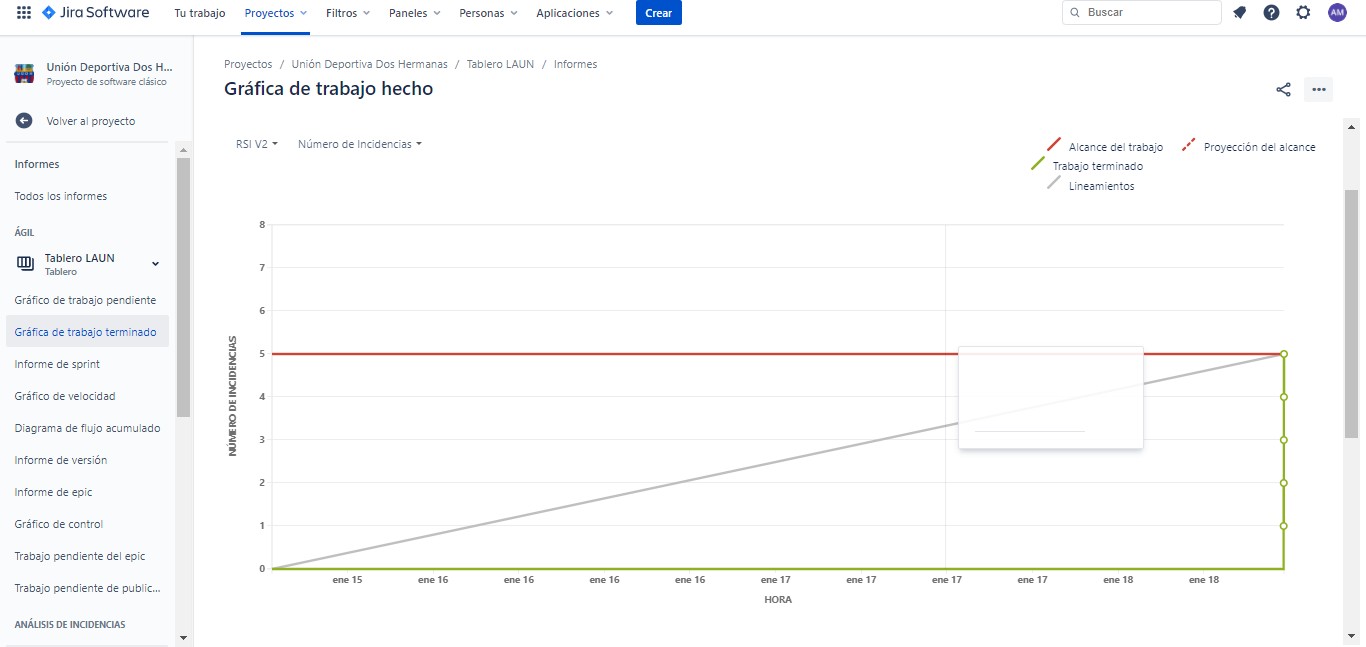 Jira Software
Tu trabajo
Proyectos
Filtros
Paneles
Personas
Aplicaciones
Crear
Buscar
AM
Unión Deportiva Dos H...
Proyecto de software clásico
Volver al proyecto
Informes
Todos los informes
ÁGIL
Tablero LAUN
Tablero
Gráfico de trabajo pendiente
Gráfica de trabajo terminado
Informe de sprint
Gráfico de velocidad
Diagrama de flujo acumulado
Informe de versión
Informe de epic
Gráfico de control
Trabajo pendiente del epic
Trabajo pendiente de public...
ANÁLISIS DE INCIDENCIAS
Proyectos / Unión Deportiva Dos Hermanas / Tablero LAUN / Informes
Gráfica de trabajo hecho
RSI V2
Número de Incidencias
Alcance del trabajo
Proyección del alcance
Trabajo terminado
Lineamientos
NÚMERO DE INCIDENCIAS
8
7
6
5
4
3
2
1
0
ene 15
ene 16
ene 16
ene 16
ene 16
ene 17
ene 17
ene 17
ene 17
ene 18
ene 18
HORA